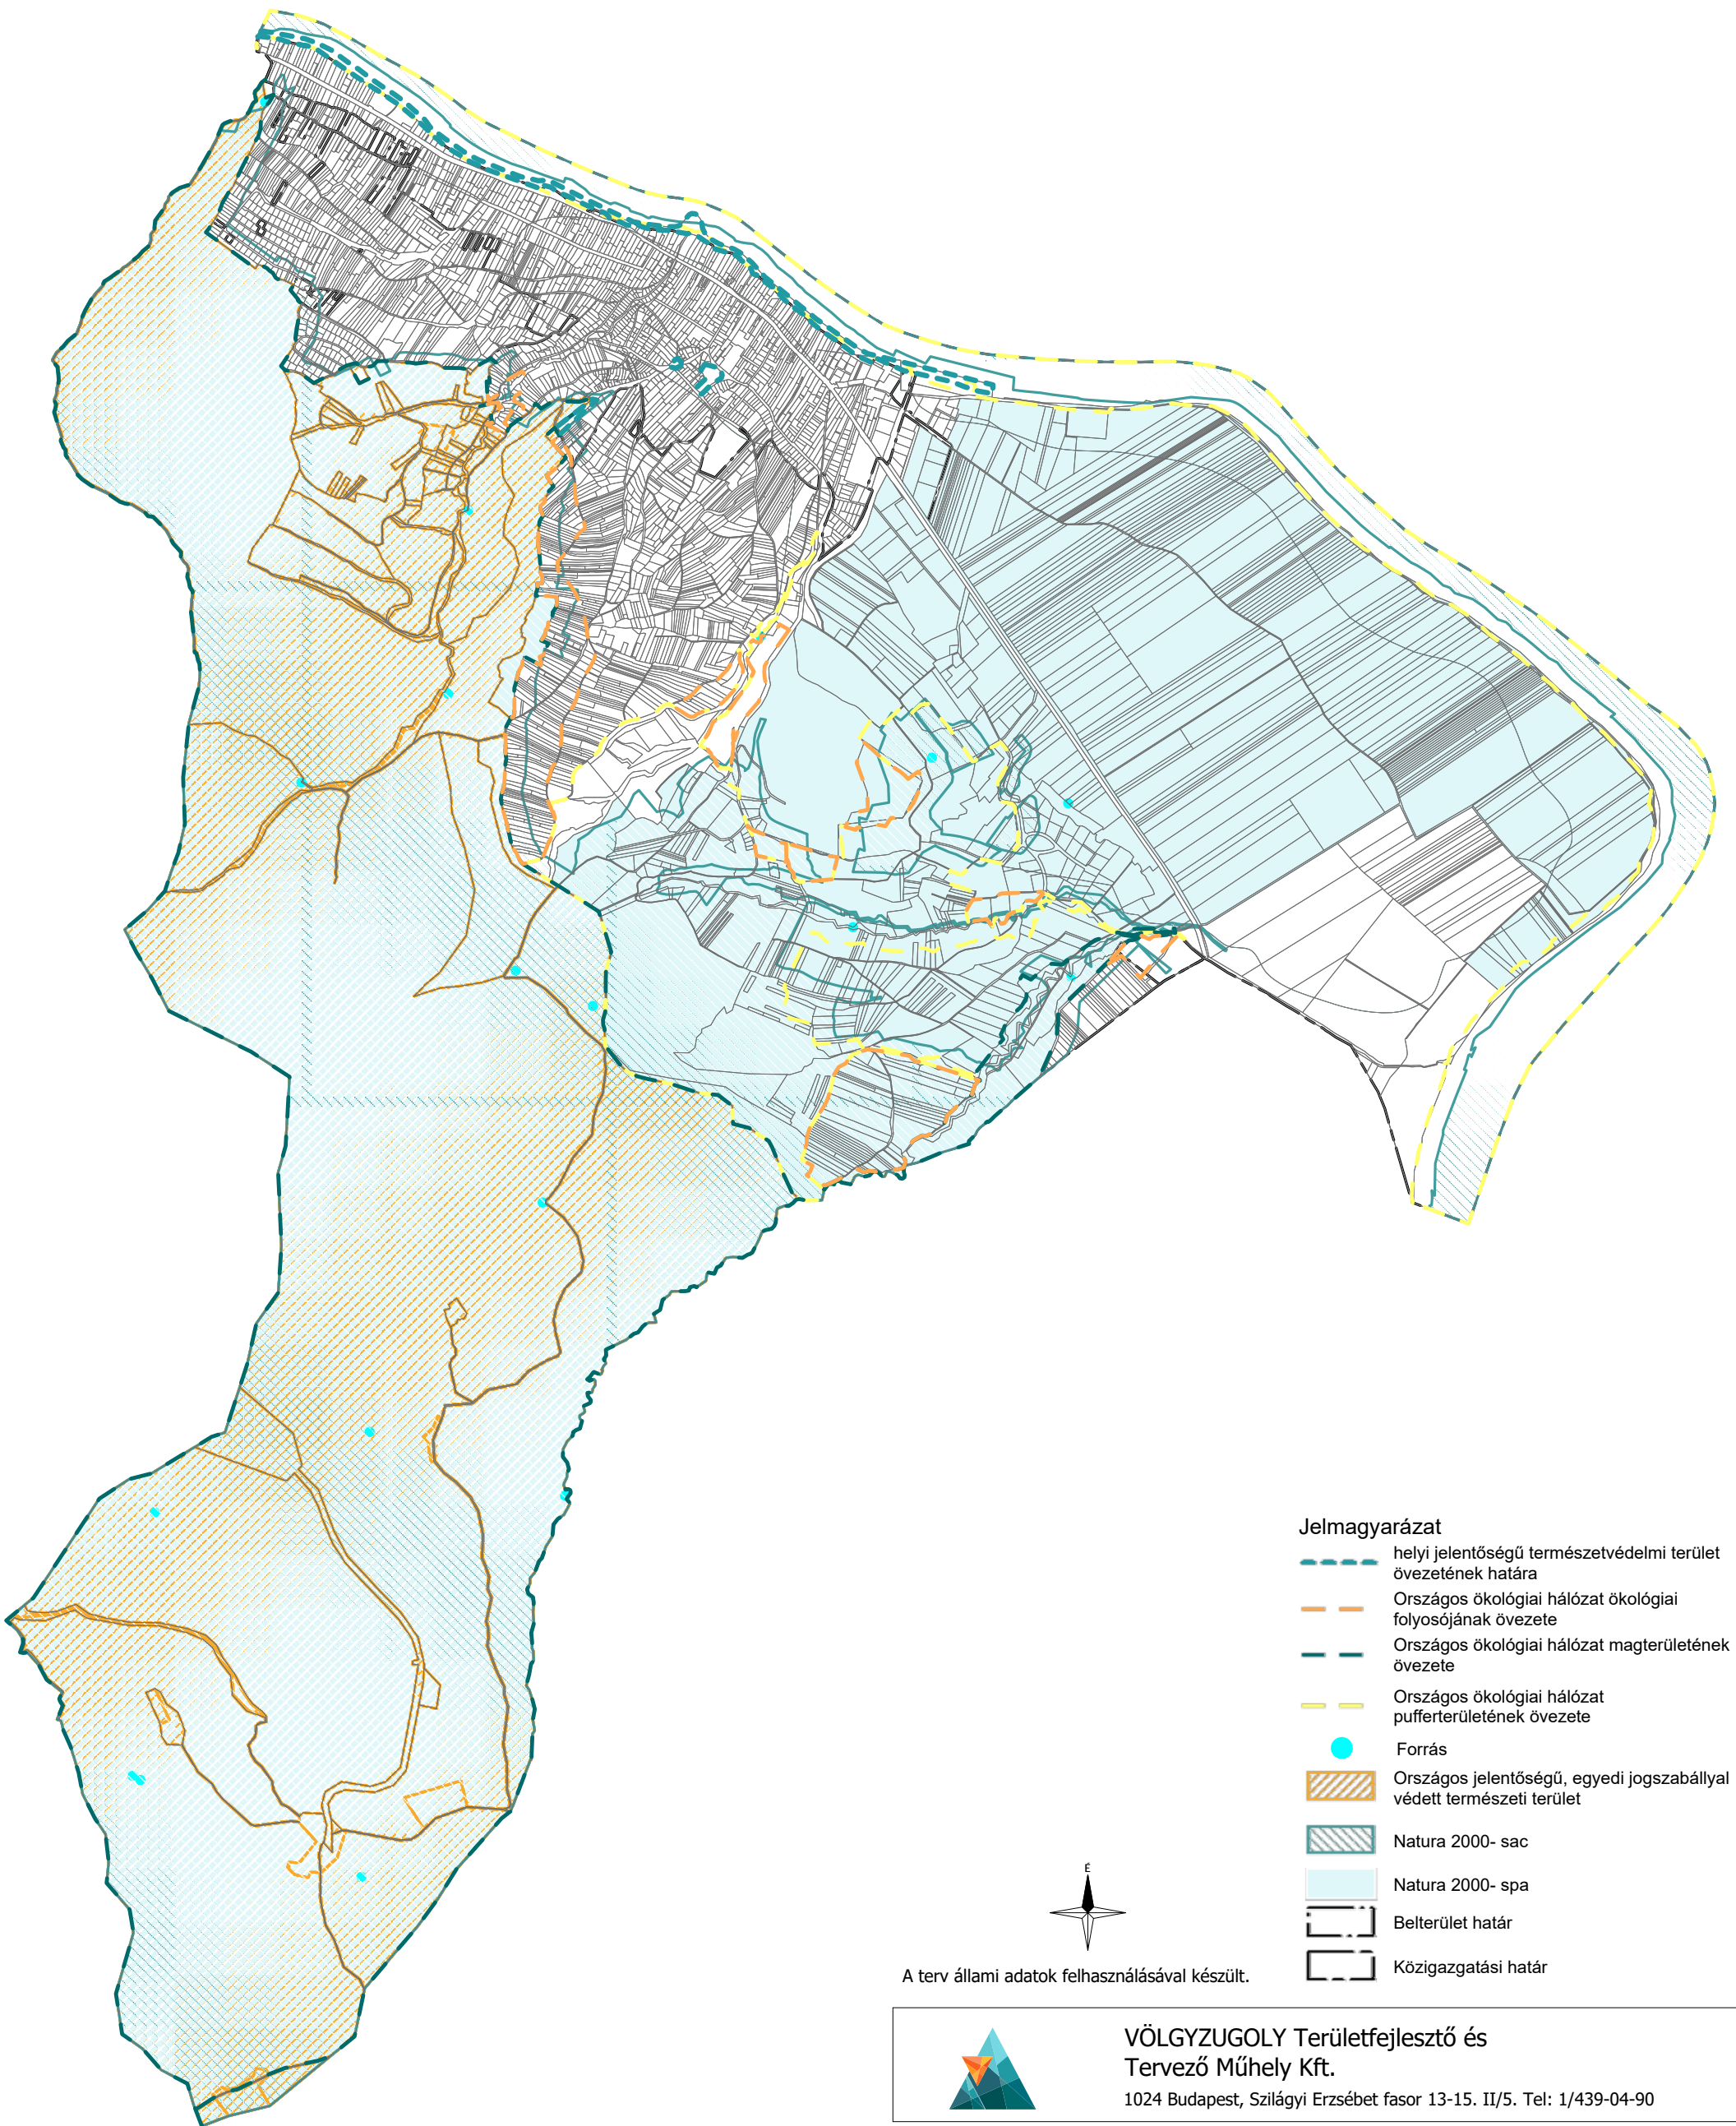 Jelmagyarázat
helyi jelentőségű természetvédelmi terület
övezetének határa
Országos ökológiai hálózat ökológiai
folyosójának övezete
Országos ökológiai hálózat magterületének
övezete
Országos ökológiai hálózat
pufferterületének övezete
Forrás
Országos jelentőségű, egyedi jogszabállyal
védett természeti terület
Natura 2000- sac
Natura 2000- spa
Belterület határ
Közigazgatási határ
É
A terv állami adatok felhasználásával készült.
VÖLGYZUGOLY Területfejlesztő és
Tervező Műhely Kft.
1024 Budapest, Szilágyi Erzsébet fasor 13-15. II/5. Tel: 1/439-04-90